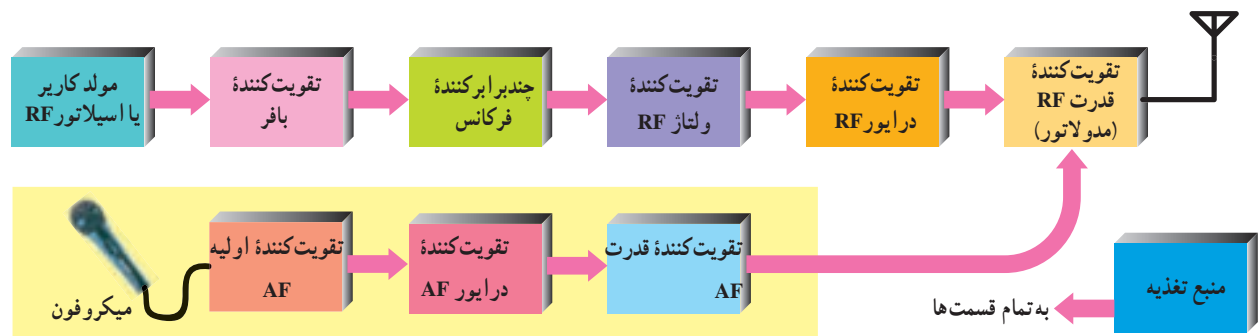 مولد کاریر
یا اسیلاتور RF
تقویت‌کنندهٔ
بافر
چندبرابرکنندهٔ
فرکانس
تقویت‌کنندهٔ
ولتاژ RF
تقویت‌کنندهٔ
درایور RF
تقویت‌کنندهٔ
قدرت RF
(مدولاتور)
میکروفون
تقویت‌کنندهٔ اولیه
AF
تقویت‌کنندهٔ
درایور AF
تقویت‌کنندهٔ قدرت
AF
به تمام قسمت‌ها
منبع تغذیه